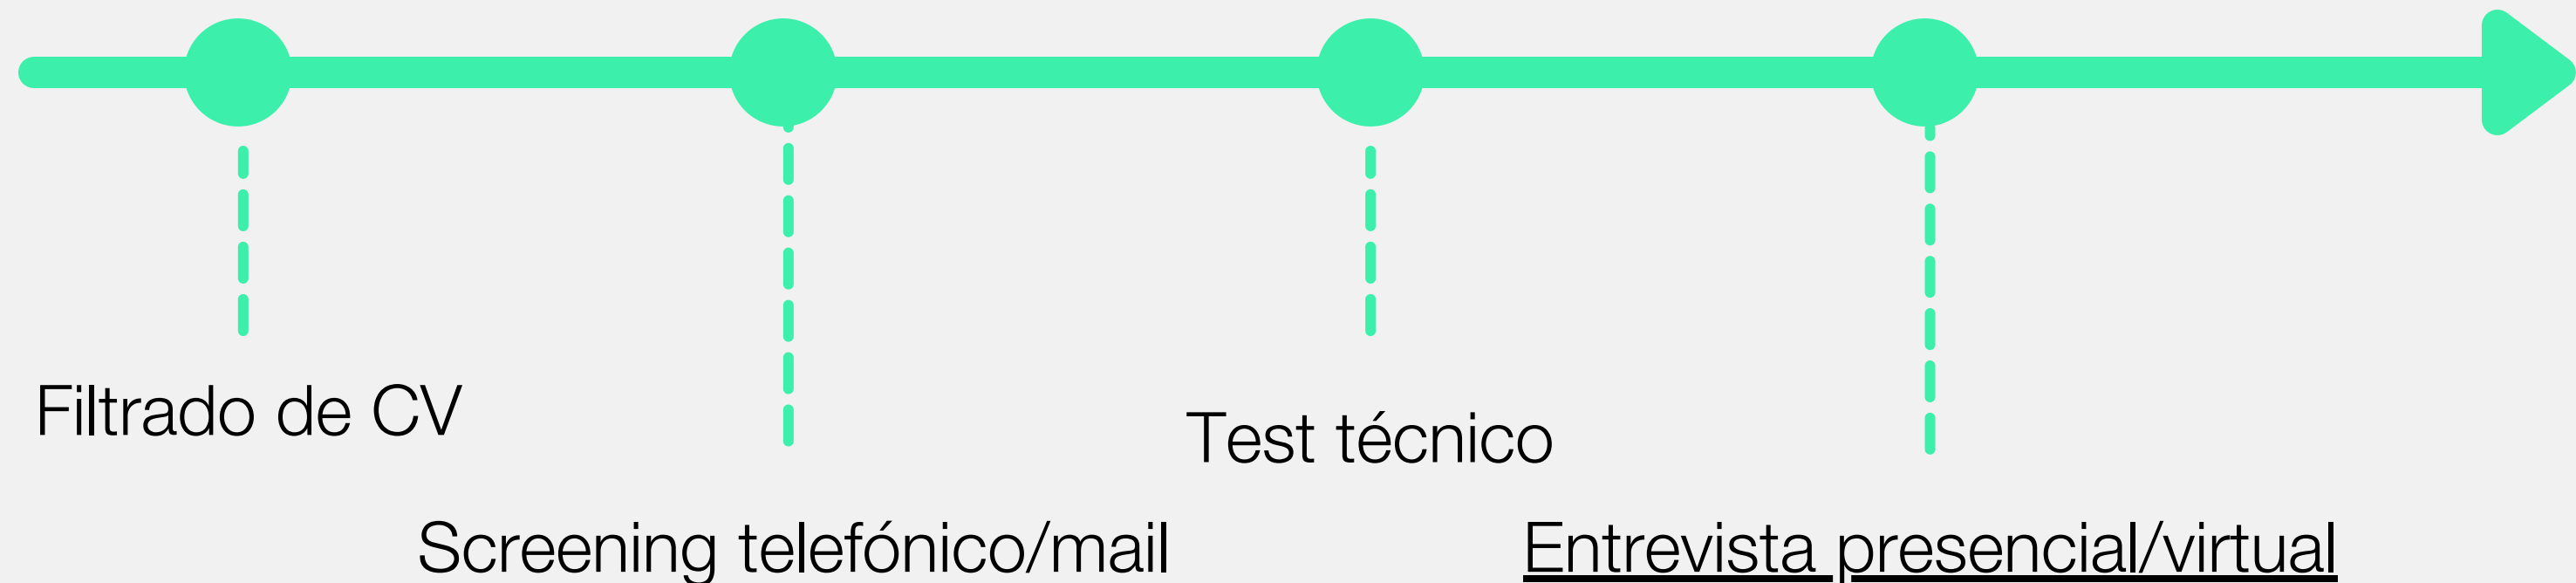 Filtrado de CV
Screening telefónico/mail
Test técnico
Entrevista presencial/virtual